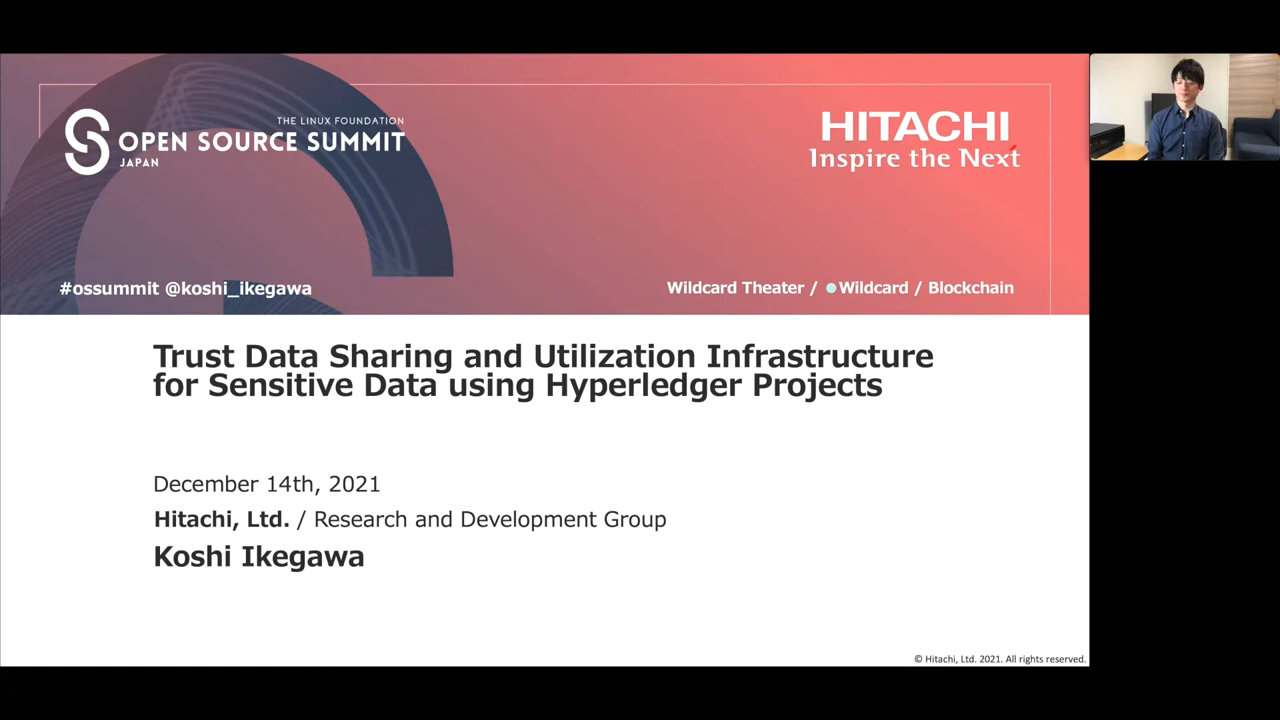 THE LINUX FOUNDATION
OPEN SOURCE SUMMIT
JAPAN
HITACHI
Inspire the Next
#ossummit @koshi_ikegawa
Wildcard Theater / ●Wildcard / Blockchain
Trust Data Sharing and Utilization Infrastructure
for Sensitive Data using Hyperledger Projects
December 14th, 2021
Hitachi, Ltd. / Research and Development Group
Koshi Ikegawa
© Hitachi, Ltd. 2021. All rights reserved.